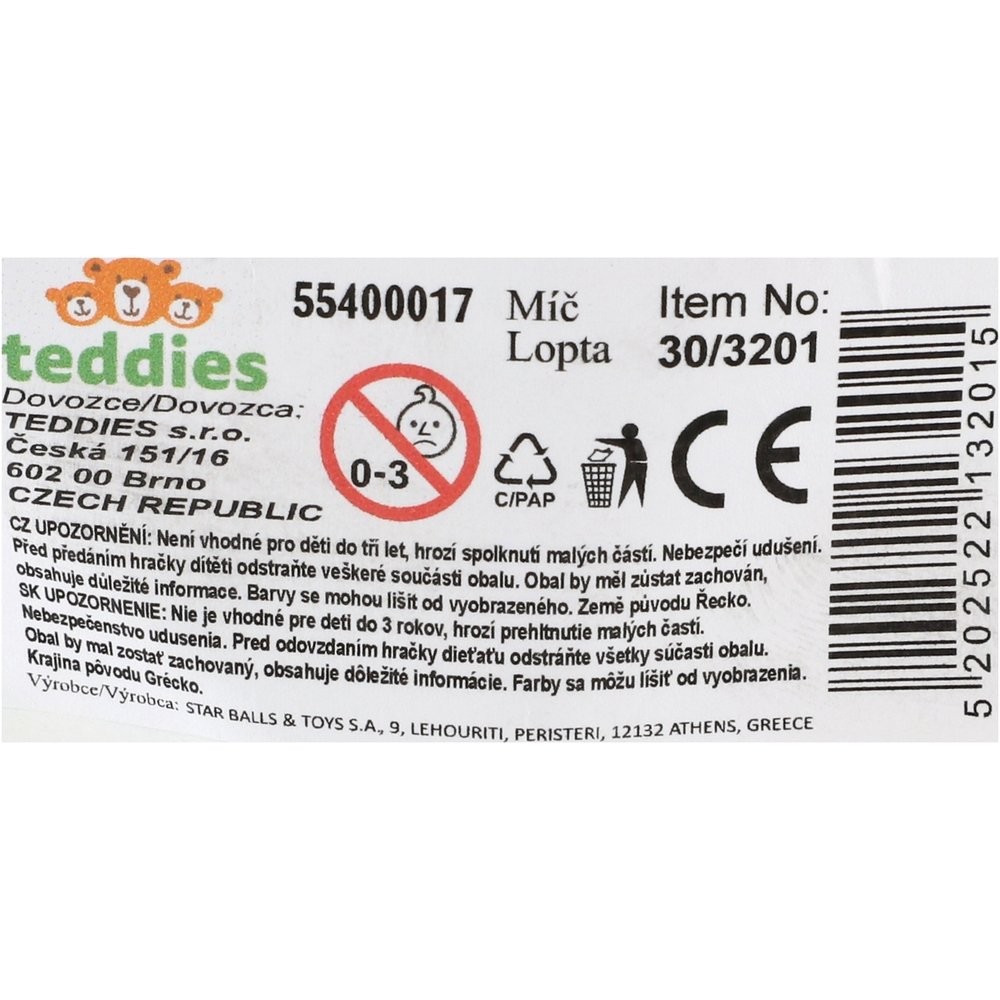 teddies
55400017
Míč
Lopta
Item No:
30/3201
Dovozce/Dovozca:
TEDDIES s.r.o.
Česká 151/16
602 00 Brno
CZECH REPUBLIC
0-3
C/PAP
CE
CZ UPOZORNĚNÍ: Není vhodné pro děti do tří let, hrozí spolknutí malých částí. Nebezpečí udušení.
Před předáním hračky dítěti odstraňte veškeré součásti obalu. Obal by měl zůstat zachován,
obsahuje důležité informace. Barvy se mohou lišit od vyobrazeného. Země původu Řecko.
SK UPOZORNENIE: Nie je vhodné pre deti do 3 rokov, hrozí prehltnutie malých častí.
Nebezpečenstvo udusenia. Pred odovzdaním hračky dieťaťu odstráňte všetky súčasti obalu.
Obal by mal zostať zachovaný, obsahuje dôležité informácie. Farby sa môžu líšiť od vyobrazenia.
Krajina pôvodu Grécko.
Výrobce/Výrobca: STAR BALLS & TOYS S.A., 9, LEHOURITI, PERISTERI, 12132 ATHENS, GREECE
5 202522 132015